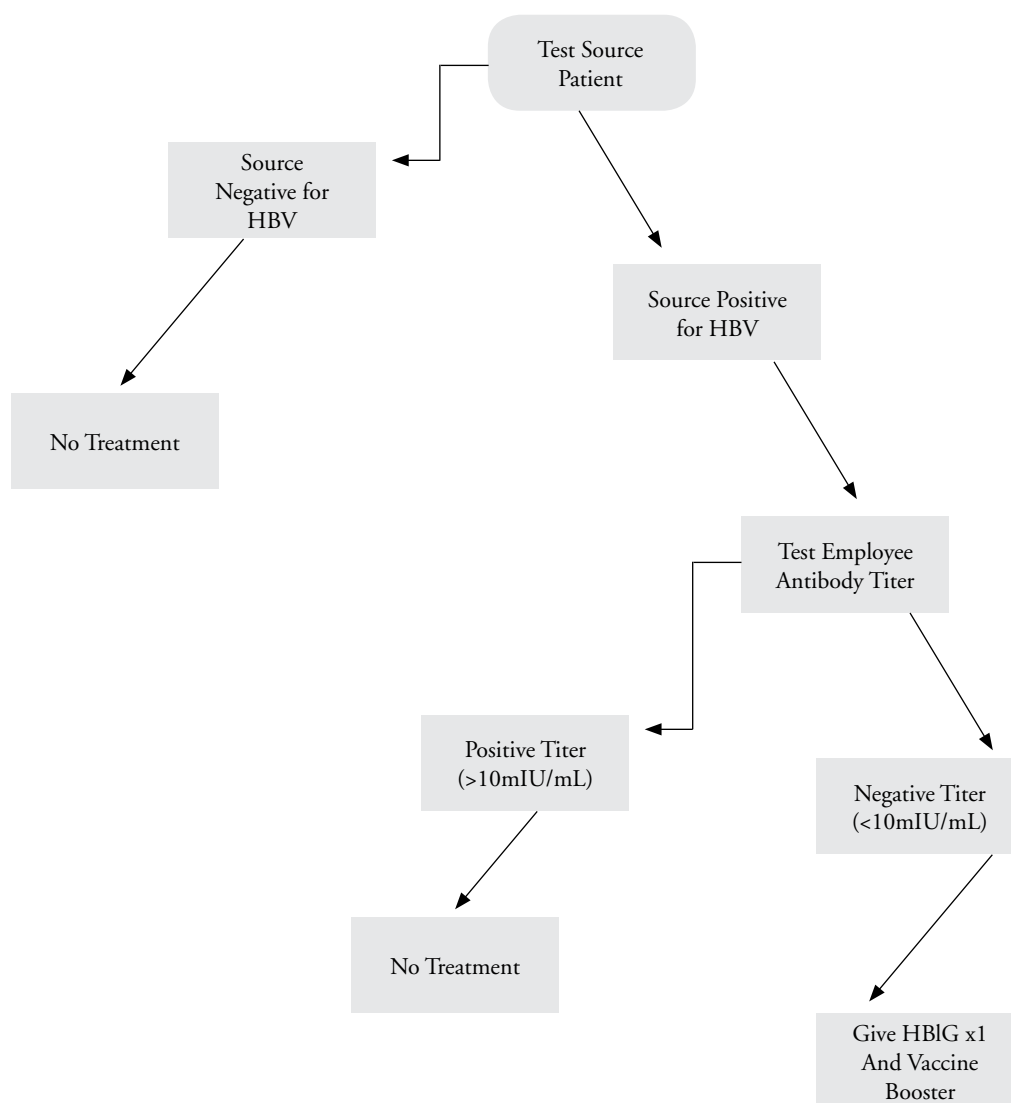 Test Source
Patient
Source
Negative for
HBV
Source Positive
for HBV
No Treatment
Test Employee
Antibody Titer
Positive Titer
(>10mIU/mL)
Negative Titer
(<10mIU/mL)
No Treatment
Give HBlG x1
And Vaccine
Booster